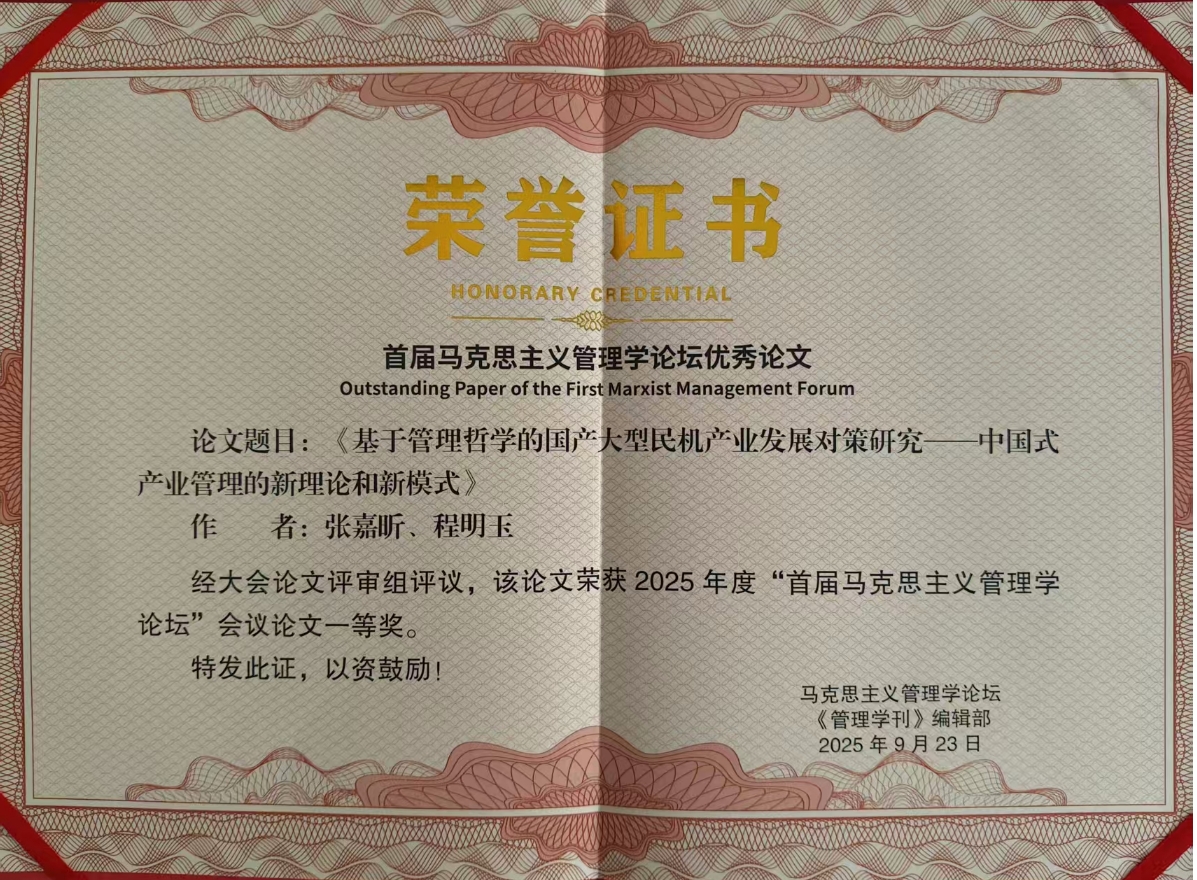 荣誉证书
HONORARY CREDENTIAL
首届马克思主义管理学论坛优秀论文
Outstanding Paper of the First Marxist Management Forum
论文题目：《基于管理哲学的国产大型民机产业发展对策研究——中国式
产业管理的新理论和新模式》
作　　者：张嘉昕、程明玉
经大会论文评审组评议，该论文荣获 2025 年度“首届马克思主义管理学
论坛”会议论文一等奖。
特发此证，以资鼓励！
马克思主义管理学论坛
《管理学刊》编辑部
2025 年 9 月 23 日